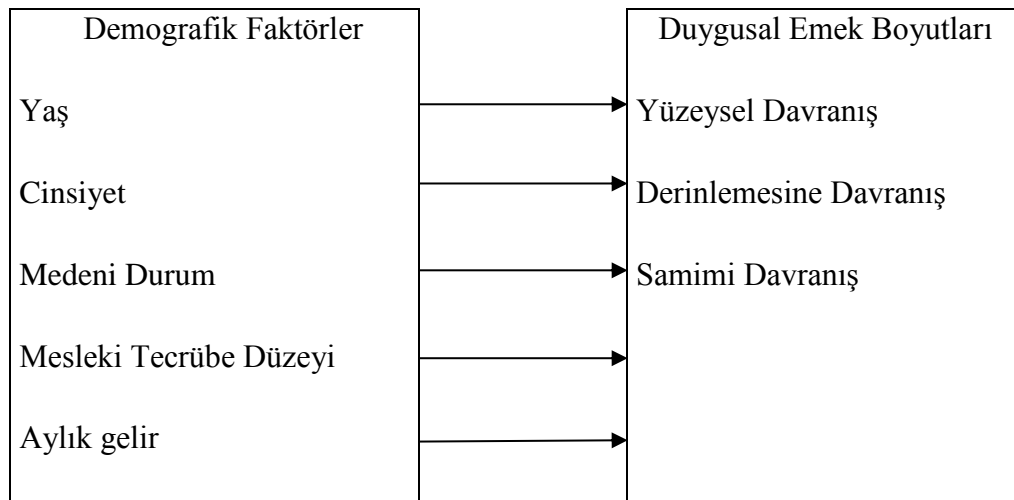 Demografik Faktörler
Yaş
Cinsiyet
Medeni Durum
Mesleki Tecrübe Düzeyi
Aylık gelir
Duygusal Emek Boyutları
Yüzeysel Davranış
Derinlemesine Davranış
Samimi Davranış